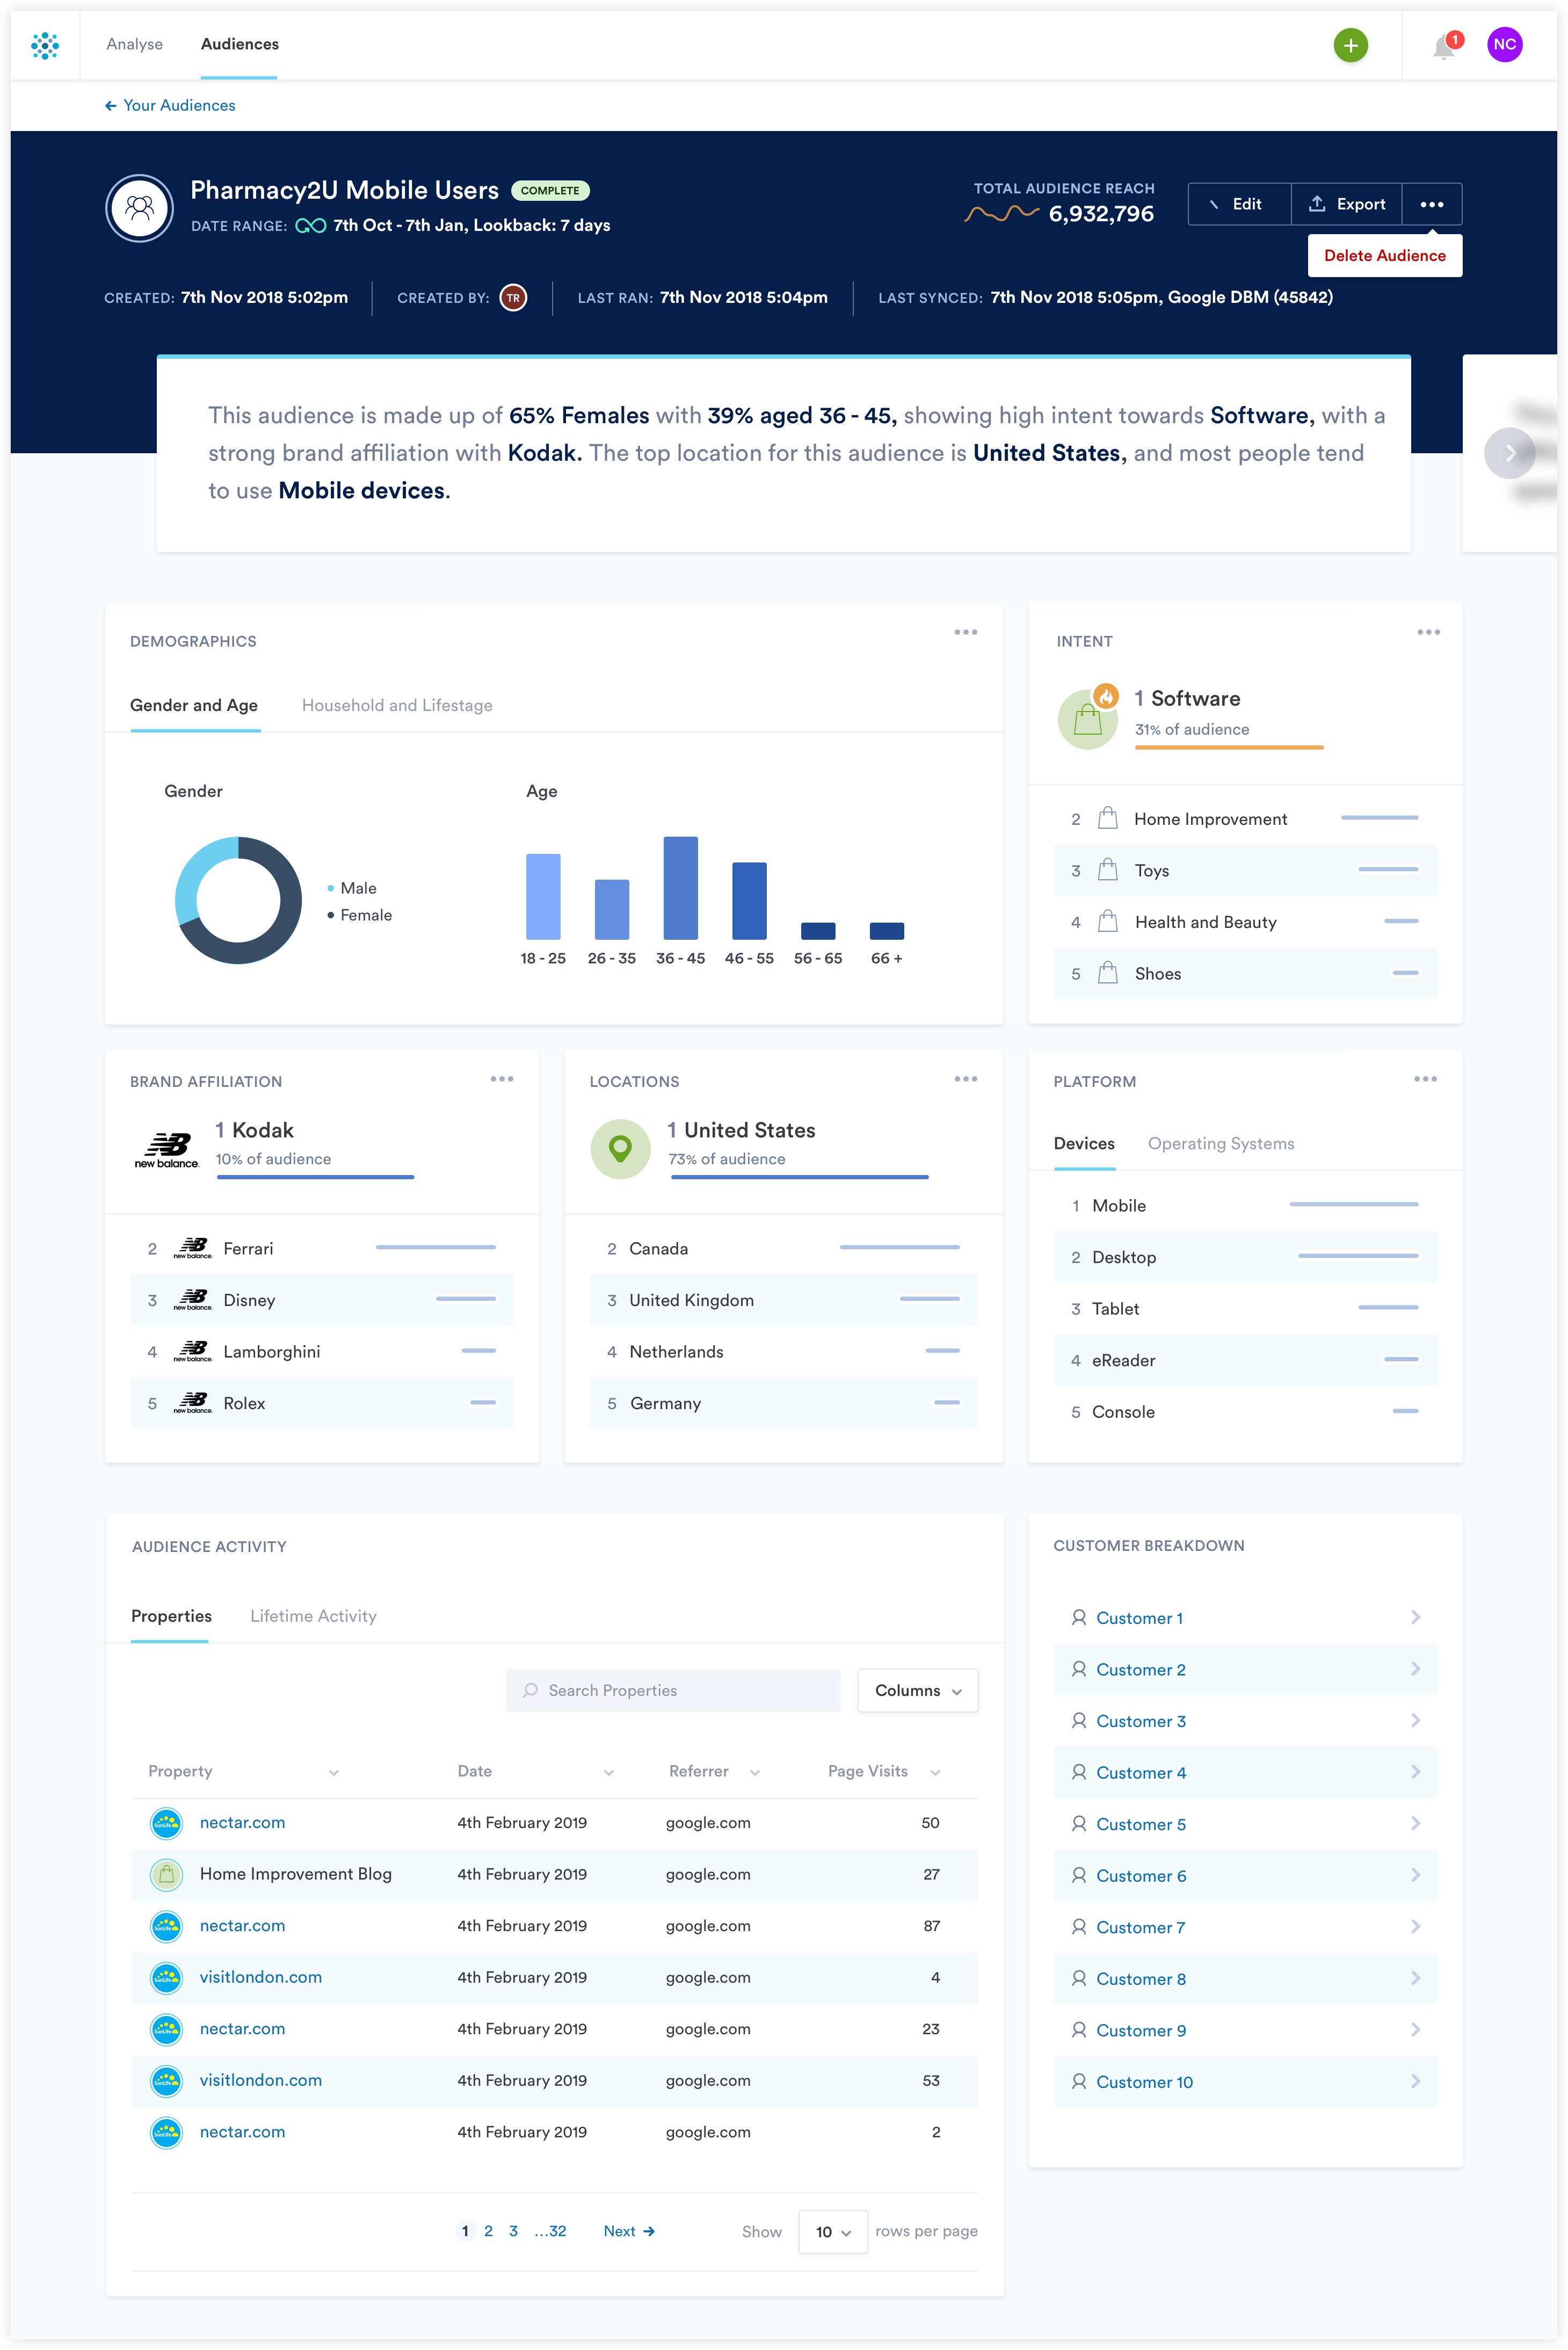 Analyse
Audiences
1
NC
Your Audiences
Pharmacy2U Mobile Users
COMPLETE
DATE RANGE: 7th Oct - 7th Jan, Lookback: 7 days
TOTAL AUDIENCE REACH
6,932,796
Edit
Export
Delete Audience
CREATED: 7th Nov 2018 5:02pm
CREATED BY: TR
LAST RAN: 7th Nov 2018 5:04pm
LAST SYNCED: 7th Nov 2018 5:05pm, Google DBM (45842)
This audience is made up of 65% Females with 39% aged 36 - 45, showing high intent towards Software, with a
strong brand affiliation with Kodak. The top location for this audience is United States, and most people tend
to use Mobile devices.
DEMOGRAPHICS
Gender and Age
Household and Lifestage
Gender
Male
Female
Age
18 - 25
26 - 35
36 - 45
46 - 55
56 - 65
66 +
INTENT
1 Software
31% of audience
2 Home Improvement
3 Toys
4 Health and Beauty
5 Shoes
BRAND AFFILIATION
new balance.
1 Kodak
10% of audience
2 new balance. Ferrari
3 new balance. Disney
4 new balance. Lamborghini
5 new balance. Rolex
LOCATIONS
1 United States
73% of audience
2 Canada
3 United Kingdom
4 Netherlands
5 Germany
PLATFORM
Devices
Operating Systems
1 Mobile
2 Desktop
3 Tablet
4 eReader
5 Console
AUDIENCE ACTIVITY
Properties
Lifetime Activity
Search Properties
Columns
Property Date Referrer Page Visits
SunLife nectar.com 4th February 2019 google.com 50
Home Improvement Blog 4th February 2019 google.com 27
SunLife nectar.com 4th February 2019 google.com 87
SunLife visitlondon.com 4th February 2019 google.com 4
SunLife nectar.com 4th February 2019 google.com 23
SunLife visitlondon.com 4th February 2019 google.com 53
SunLife nectar.com 4th February 2019 google.com 2
1 2 3 ...32 Next
Show 10 rows per page
CUSTOMER BREAKDOWN
Customer 1
Customer 2
Customer 3
Customer 4
Customer 5
Customer 6
Customer 7
Customer 8
Customer 9
Customer 10